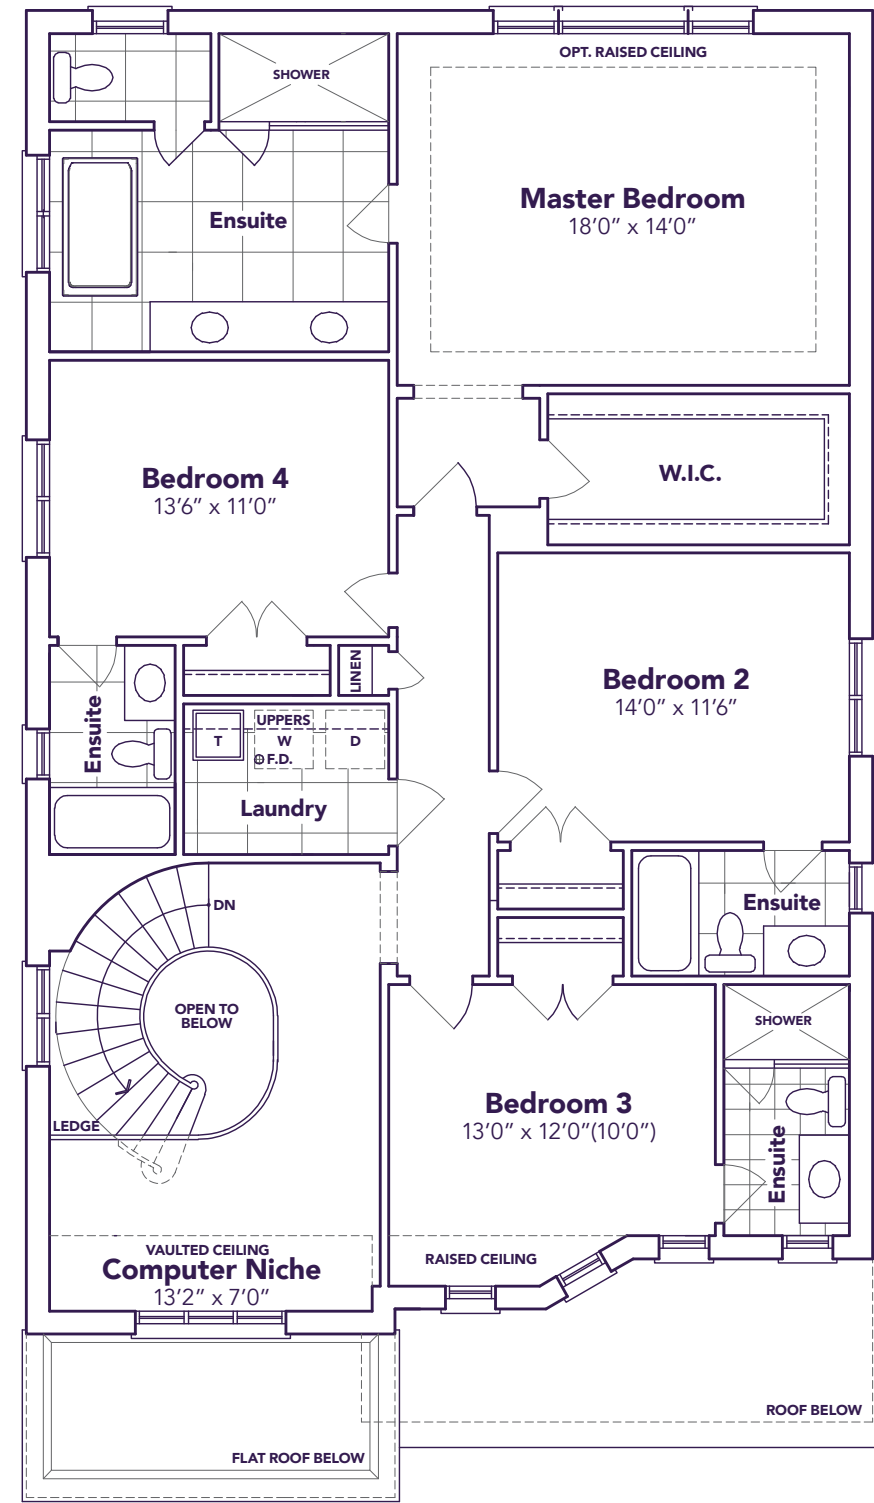 OPT. RAISED CEILING
SHOWER
Master Bedroom
18’0” x 14’0”
Ensuite
Bedroom 4
13’6” x 11’0”
W.I.C.
LINEN
Bedroom 2
14’0” x 11’6”
Ensuite
UPPERS
T
W
D
F.D.
Laundry
Ensuite
DN
OPEN TO
BELOW
SHOWER
LEDGE
Bedroom 3
13’0” x 12’0”(10’0”)
Ensuite
VAULTED CEILING
Computer Niche
13’2” x 7’0”
RAISED CEILING
ROOF BELOW
FLAT ROOF BELOW